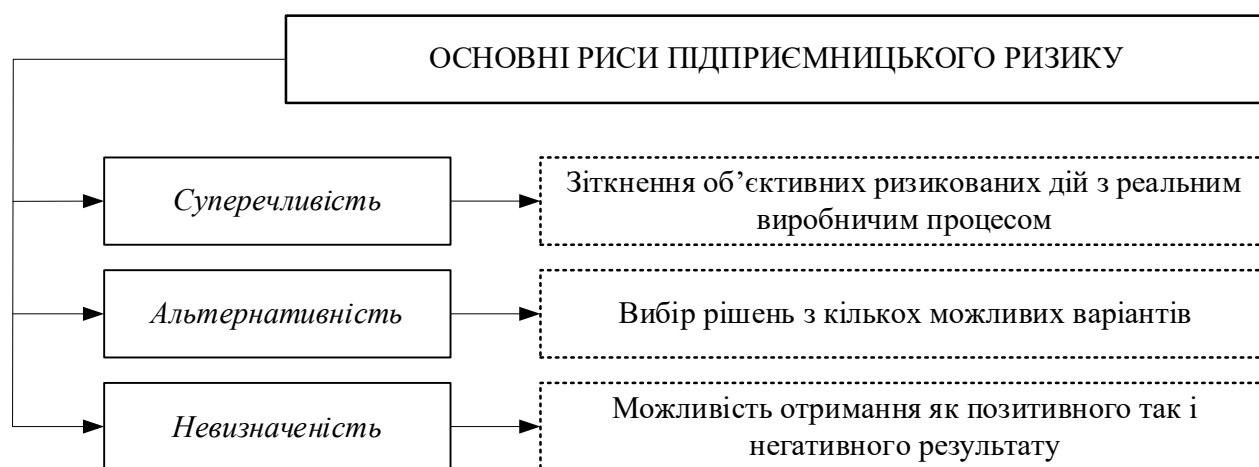 ОСНОВНІ РИСИ ПІДПРИЄМНИЦЬКОГО РИЗИКУ
Суперечливість
Зіткнення об’єктивних ризикованих дій з реальним
виробничим процесом
Альтернативність
Вибір рішень з кількох можливих варіантів
Невизначеність
Можливість отримання як позитивного так і
негативного результату